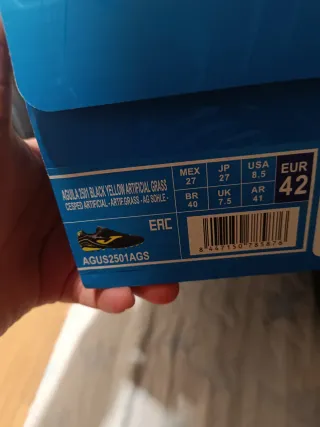 AGUILA 2501 BLACK YELLOW ARTIFICIAL GRASS
CESPED ARTIFICIAL - ARTIF.GRASS - AG SOHLE -
MEX 27
JP 27
USA 8.5
BR 40
UK 7.5
AR 41
EUR 42
EAC
AGUS2501AGS